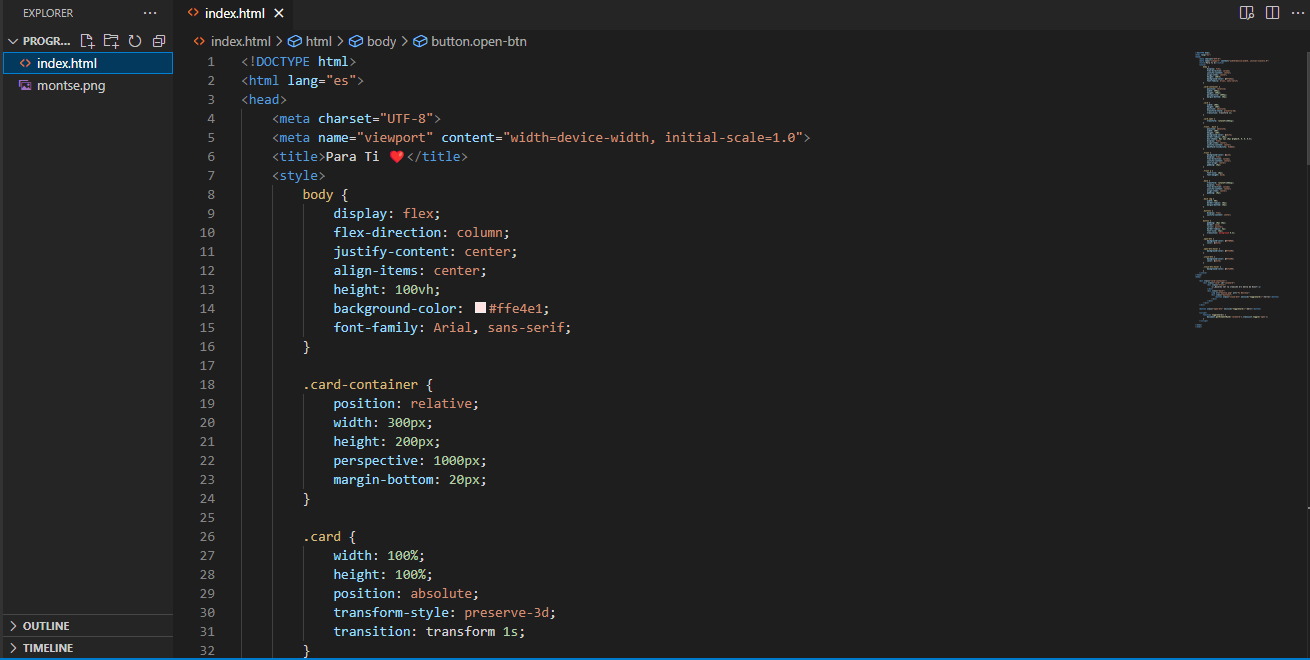 EXPLORER
index.html
PROGR...
index.html > html > body > button.open-btn
index.html
montse.png
OUTLINE
TIMELINE
1 <!DOCTYPE html>
2 <html lang="es">
3 <head>
4 <meta charset="UTF-8">
5 <meta name="viewport" content="width=device-width, initial-scale=1.0">
6 <title>Para Ti ❤️</title>
7 <style>
8 body {
9 display: flex;
10 flex-direction: column;
11 justify-content: center;
12 align-items: center;
13 height: 100vh;
14 background-color: #ffe4e1;
15 font-family: Arial, sans-serif;
16 }
17
18 .card-container {
19 position: relative;
20 width: 300px;
21 height: 200px;
22 perspective: 1000px;
23 margin-bottom: 20px;
24 }
25
26 .card {
27 width: 100%;
28 height: 100%;
29 position: absolute;
30 transform-style: preserve-3d;
31 transition: transform 1s;
32 }